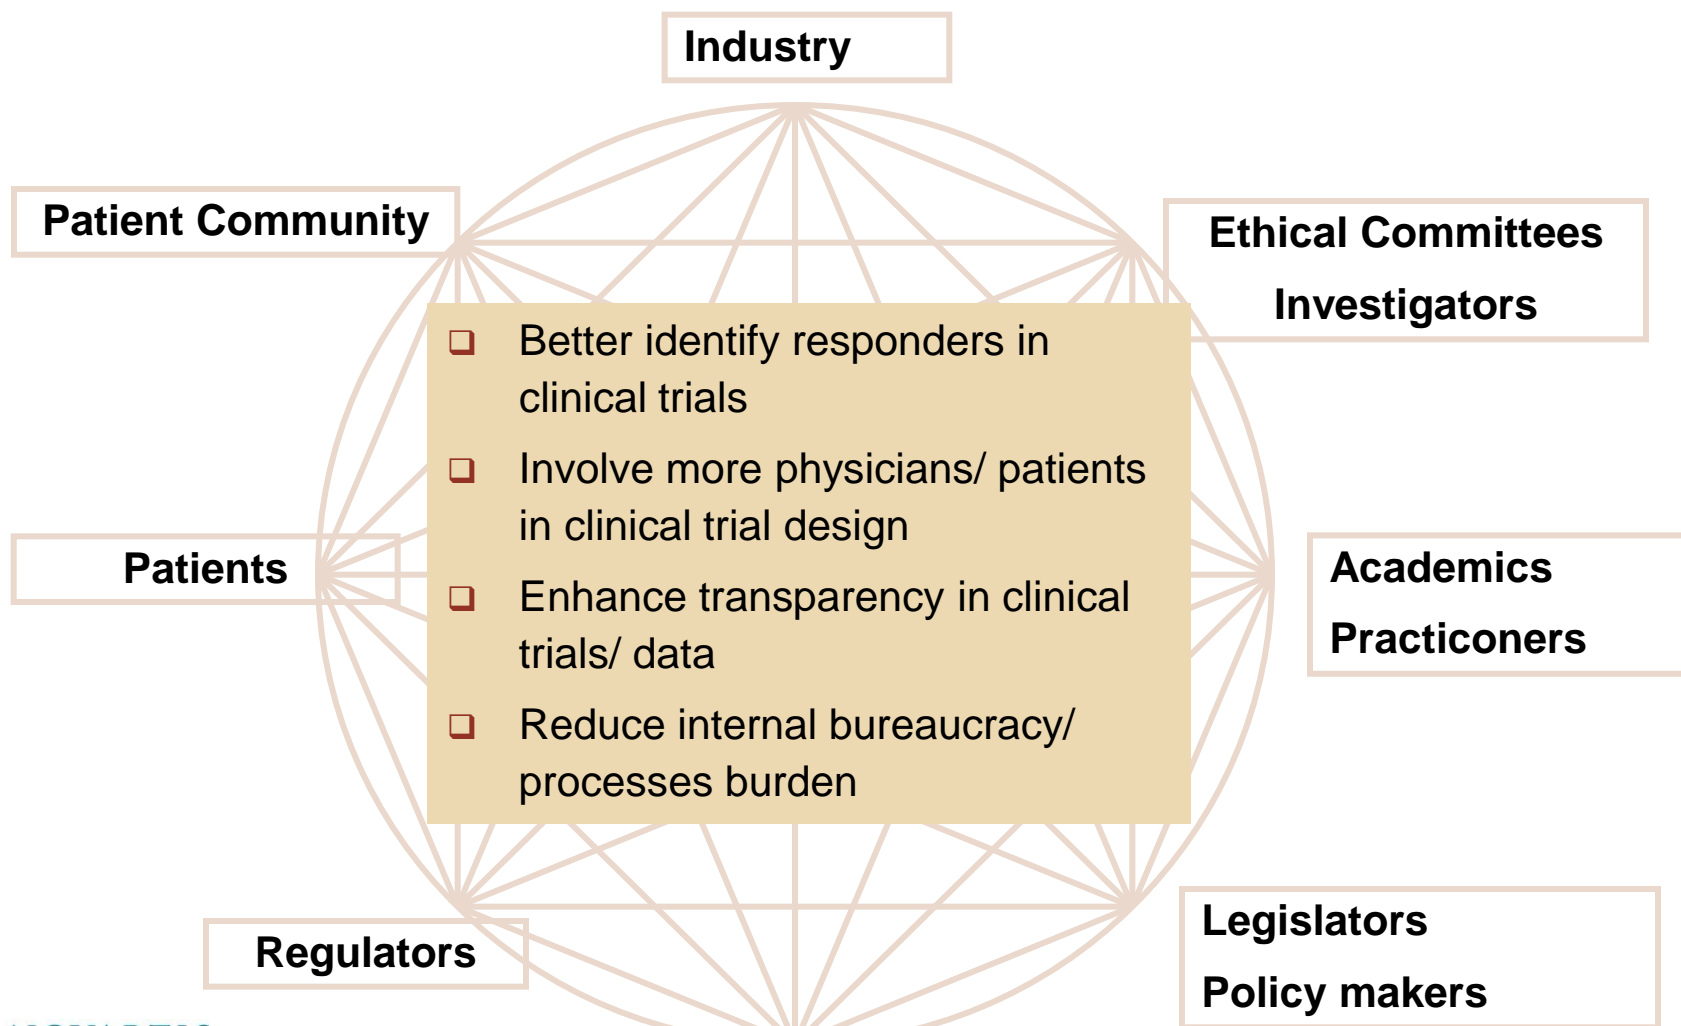 Industry
Patient Community
Ethical Committees
Investigators
❑ Better identify responders in
clinical trials
❑ Involve more physicians/ patients
in clinical trial design
❑ Enhance transparency in clinical
trials/ data
❑ Reduce internal bureaucracy/
processes burden
Patients
Academics
Practiconers
Regulators
Legislators
Policy makers